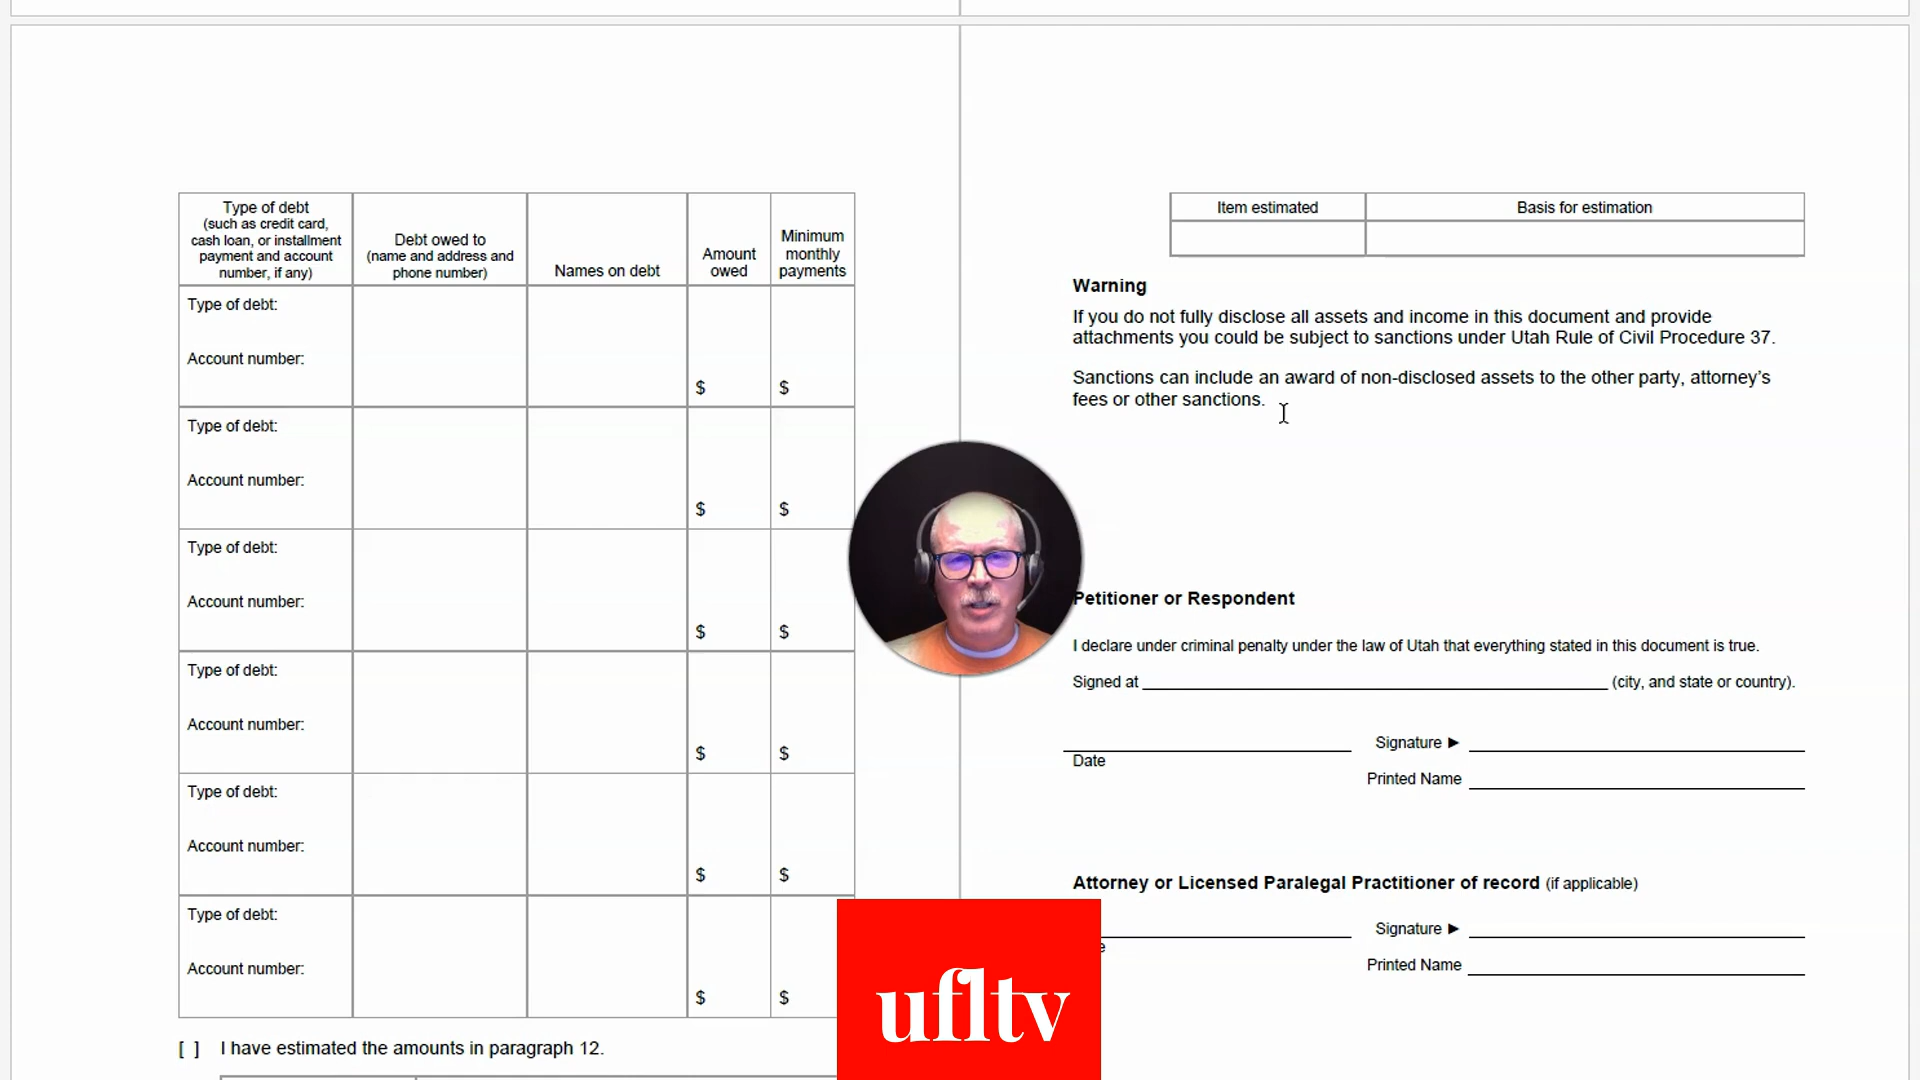 Type of debt
(such as credit card,
cash loan, or installment
payment and account
number, if any)
Debt owed to
(name and address and
phone number)
Names on debt
Amount
owed
Minimum
monthly
payments
Type of debt:
Account number:
$ $
Type of debt:
Account number:
$ $
Type of debt:
Account number:
$ $
Type of debt:
Account number:
$ $
Type of debt:
Account number:
$ $
Type of debt:
Account number:
$ $
[ ] I have estimated the amounts in paragraph 12.
Item estimated
Basis for estimation
Warning
If you do not fully disclose all assets and income in this document and provide
attachments you could be subject to sanctions under Utah Rule of Civil Procedure 37.
Sanctions can include an award of non-disclosed assets to the other party, attorney’s
fees or other sanctions.
Petitioner or Respondent
I declare under criminal penalty under the law of Utah that everything stated in this document is true.
Signed at (city, and state or country).
Signature ►
Date
Printed Name
Attorney or Licensed Paralegal Practitioner of record (if applicable)
Signature ►
Printed Name
ufltv